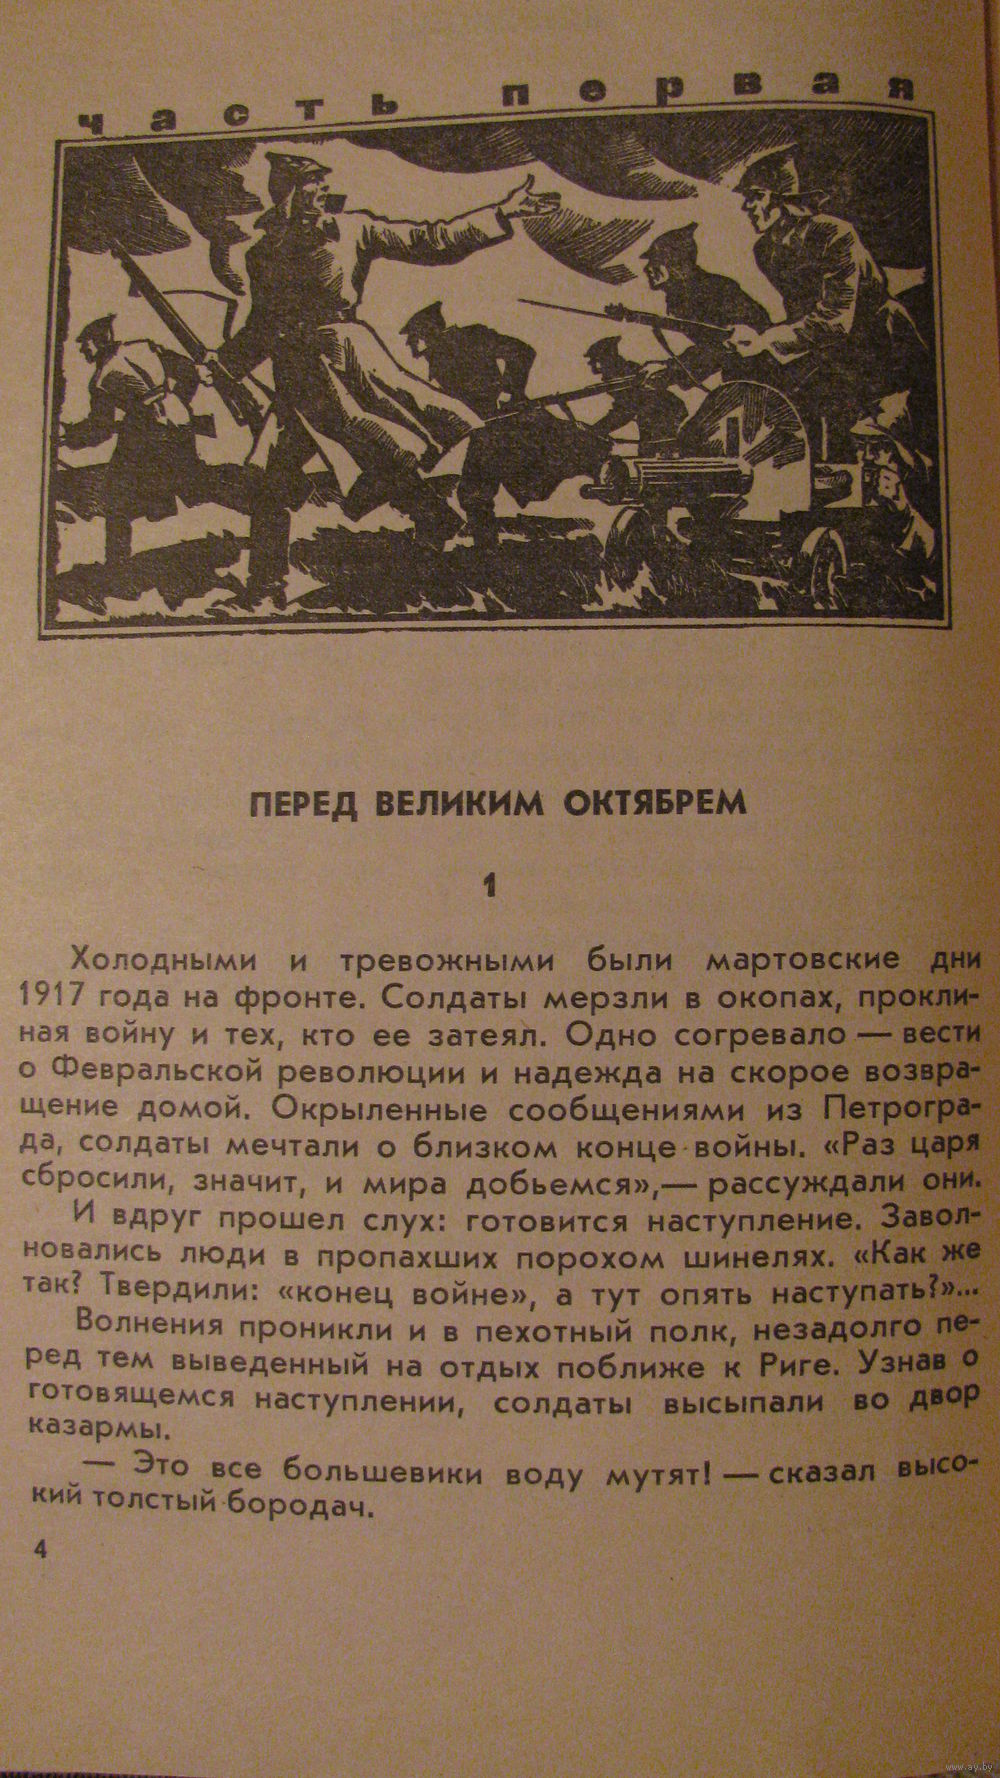 часть первая
ПЕРЕД ВЕЛИКИМ ОКТЯБРЕМ
1
Холодными и тревожными были мартовские дни
1917 года на фронте. Солдаты мерзли в окопах, прокли-
ная войну и тех, кто ее затеял. Одно согревало — вести
о Февральской революции и надежда на скорое возвра-
щение домой. Окрыленные сообщениями из Петрогра-
да, солдаты мечтали о близком конце войны. «Раз царя
сбросили, значит, и мира добьемся»,— рассуждали они.
И вдруг прошел слух: готовится наступление. Завол-
новались люди в пропахших порохом шинелях. «Как же
так? Твердили: «конец войне», а тут опять наступать?»...
Волнения проникли и в пехотный полк, незадолго пе-
ред тем выведенный на отдых поближе к Риге. Узнав о
готовящемся наступлении, солдаты высыпали во двор
казармы.
— Это все большевики воду мутят! — сказал высо-
кий толстый бородач.
4
www.ay.by